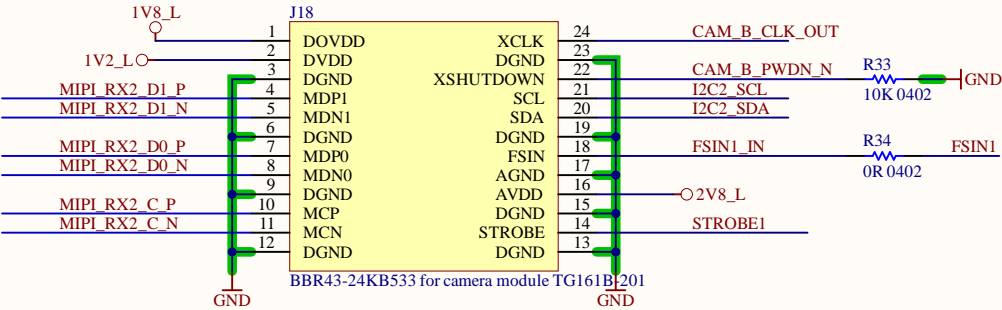 1V8_L
J18
1 DOVDD XCLK 24 CAM_B_CLK_OUT
1V2_L 2 DVDD DGND 23
3 DGND XSHUTDOWN 22 CAM_B_PWDN_N R33 GND
10K 0402
MIPI_RX2_D1_P 4 MDP1 SCL 21 I2C2_SCL
MIPI_RX2_D1_N 5 MDN1 SDA 20 I2C2_SDA
6 DGND DGND 19
MIPI_RX2_D0_P 7 MDP0 FSIN 18 FSIN1_IN R34 FSIN1
0R 0402
MIPI_RX2_D0_N 8 MDN0 AGND 17
9 DGND AVDD 16 2V8_L
MIPI_RX2_C_P 10 MCP DGND 15
MIPI_RX2_C_N 11 MCN STROBE 14 STROBE1
12 DGND DGND 13
BBR43-24KB533 for camera module TG161B-201
GND GND